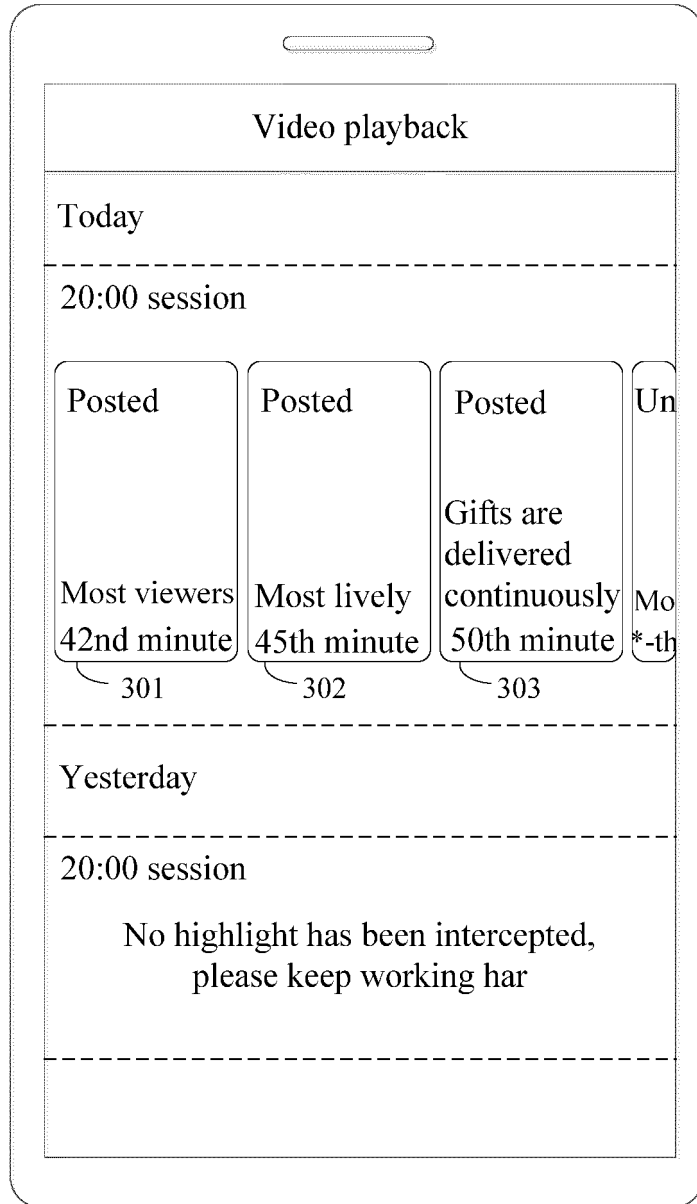 Video playback
Today
20:00 session
Posted
Most viewers
42nd minute
301
Posted
Most lively
45th minute
302
Posted
Gifts are
delivered
continuously
50th minute
303
Un
Mo
*-th
Yesterday
20:00 session
No highlight has been intercepted,
please keep working har